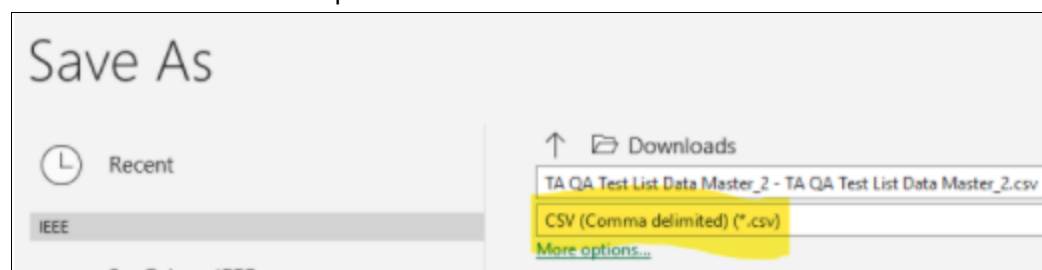 Save As
Recent
IEEE
Downloads
TA QA Test List Data Master_2 - TA QA Test List Data Master_2.csv
CSV (Comma delimited) (*.csv)
More options...